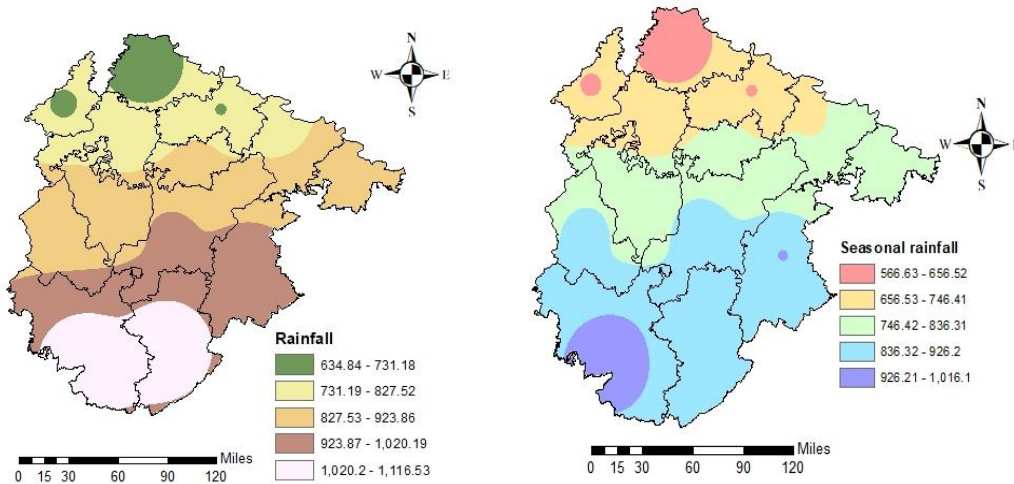 N
W E
S
Rainfall
634.84 - 731.18
731.19 - 827.52
827.53 - 923.86
923.87 - 1,020.19
1,020.2 - 1,116.53
Miles
0 15 30 60 90 120
N
W E
S
Seasonal rainfall
566.63 - 656.52
656.53 - 746.41
746.42 - 836.31
836.32 - 926.2
926.21 - 1,016.1
Miles
0 15 30 60 90 120